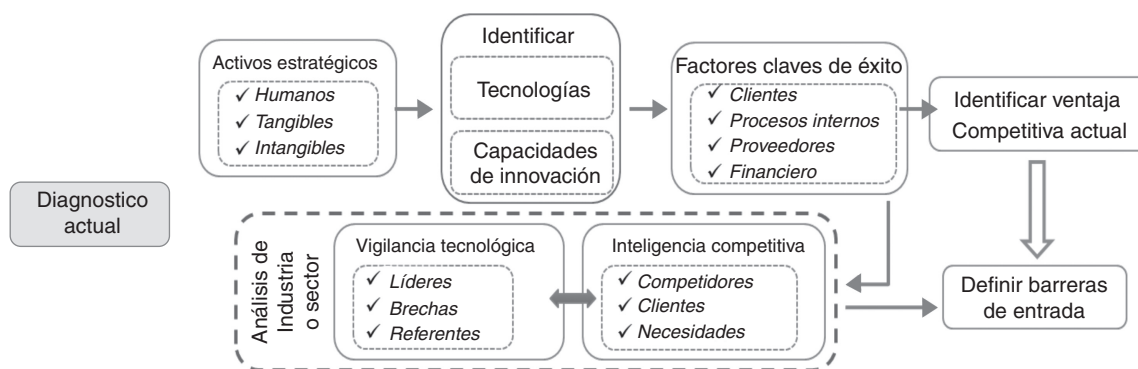 Diagnostico
actual
Activos estratégicos
✓ Humanos
✓ Tangibles
✓ Intangibles
Identificar
Tecnologías
Capacidades
de innovación
Factores claves de éxito
✓ Clientes
✓ Procesos internos
✓ Proveedores
✓ Financiero
Identificar ventaja
Competitiva actual
Análisis de
Industria
o sector
Vigilancia tecnológica
✓ Líderes
✓ Brechas
✓ Referentes
Inteligencia competitiva
✓ Competidores
✓ Clientes
✓ Necesidades
Definir barreras
de entrada